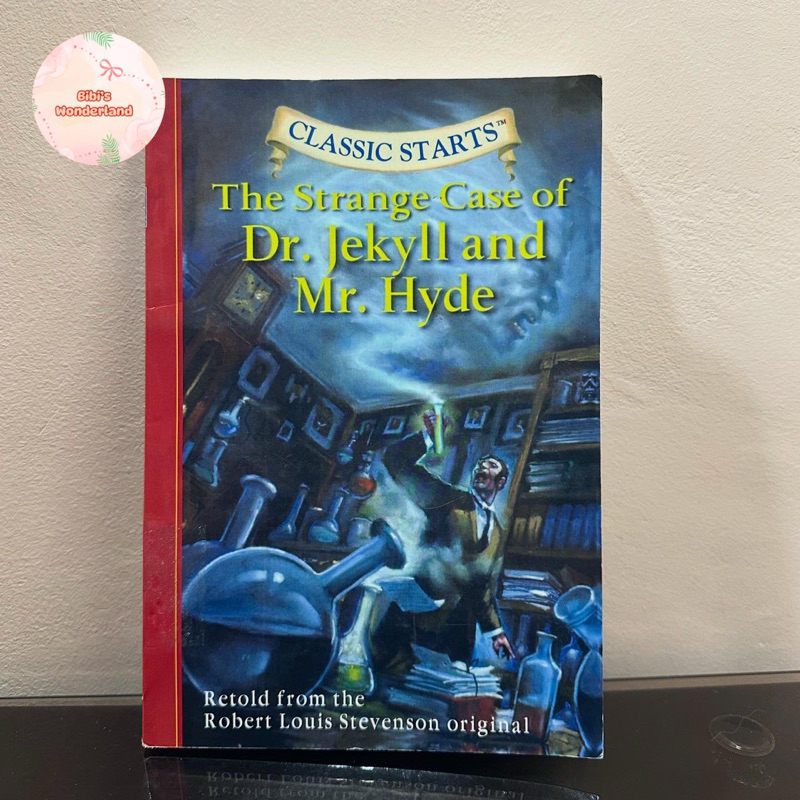 Bibi's
Wonderland
CLASSIC STARTS™
The Strange Case of
Dr. Jekyll and
Mr. Hyde
Retold from the
Robert Louis Stevenson original